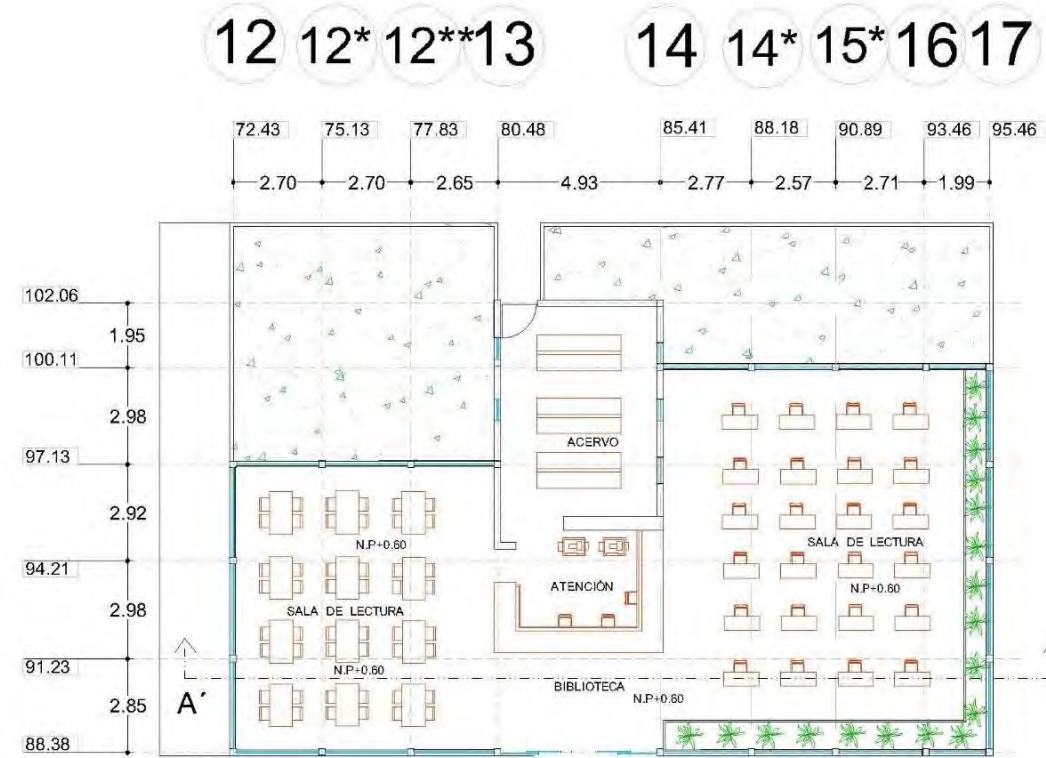 12 12* 12** 13 14 14* 15* 16 17
72.43 75.13 77.83 80.48 85.41 88.18 90.89 93.46 95.46
2.70 2.70 2.65 4.93 2.77 2.57 2.71 1.99
102.06
1.95
100.11
2.98
97.13
2.92
94.21
2.98
91.23
2.85
88.38
ACERVO
N.P+0.60
SALA DE LECTURA
ATENCIÓN
N.P+0.60
SALA DE LECTURA
N.P+0.60
BIBLIOTECA
N.P+0.60
A´